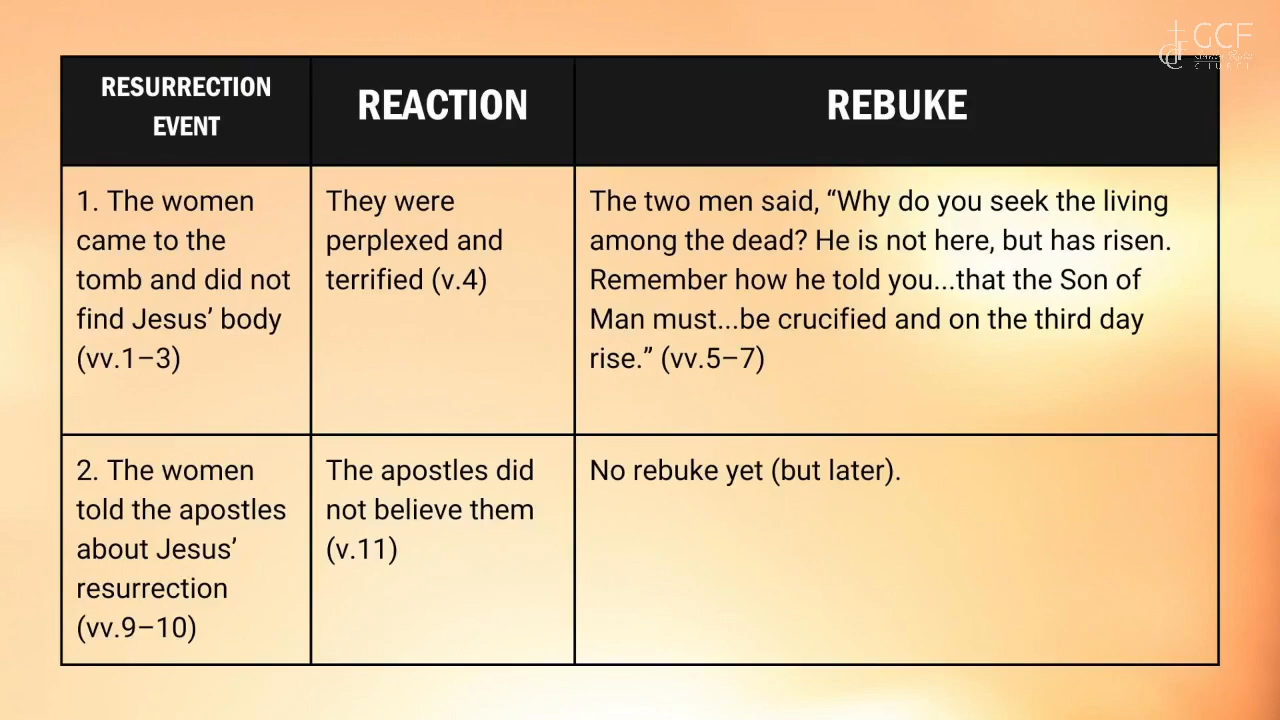 GCF
CHURCH
RESURRECTION
EVENT
REACTION
REBUKE
1. The women
came to the
tomb and did not
find Jesus’ body
(vv.1–3)
They were
perplexed and
terrified (v.4)
The two men said, “Why do you seek the living
among the dead? He is not here, but has risen.
Remember how he told you...that the Son of
Man must...be crucified and on the third day
rise.” (vv.5–7)
2. The women
told the apostles
about Jesus’
resurrection
(vv.9–10)
The apostles did
not believe them
(v.11)
No rebuke yet (but later).